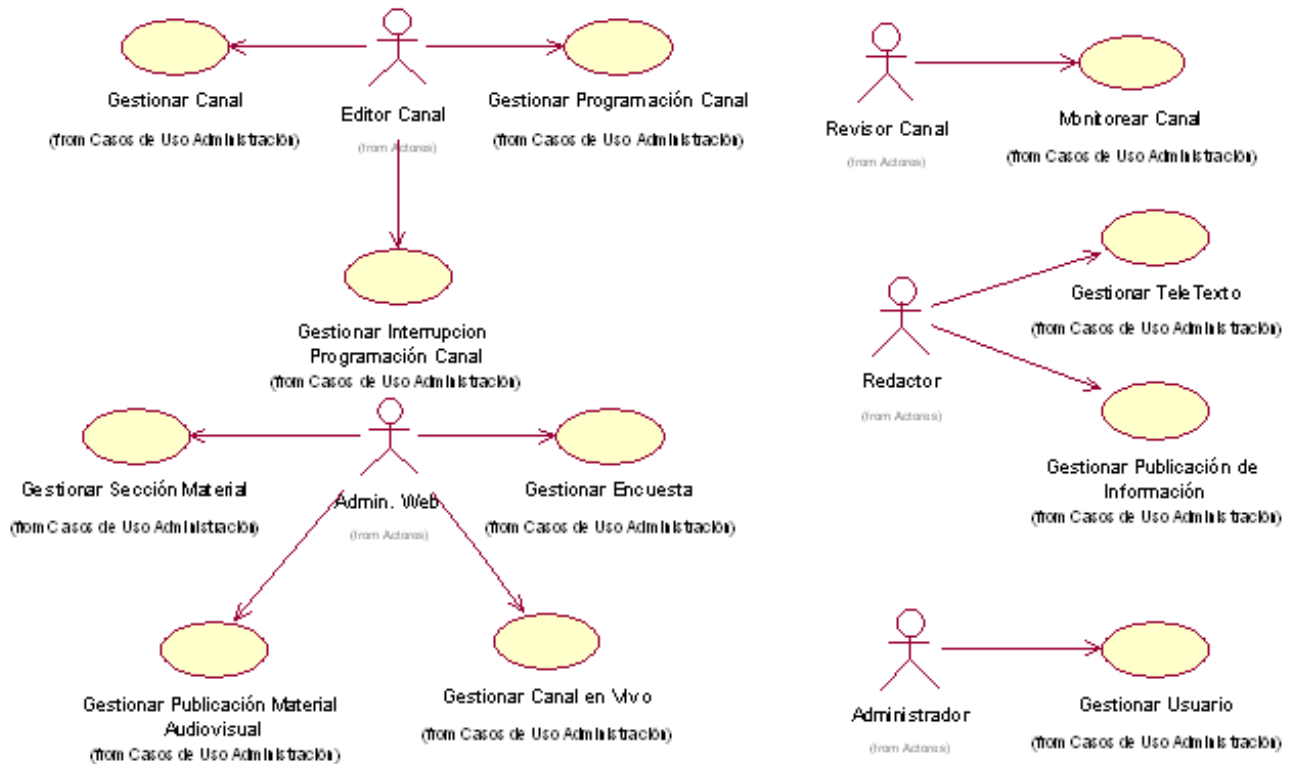 Gestionar Canal
(from Casos de Uso Administración)
Editor Canal
(from Actores)
Gestionar Programación Canal
(from Casos de Uso Administración)
Gestionar Interrupcion
Programación Canal
(from Casos de Uso Administración)
Revisor Canal
(from Actores)
Monitorear Canal
(from Casos de Uso Administración)
Redactor
(from Actores)
Gestionar TeleTexto
(from Casos de Uso Administración)
Gestionar Publicación de
Información
(from Casos de Uso Administración)
Gestionar Sección Material
(from Casos de Uso Administración)
Admin. Web
(from Actores)
Gestionar Encuesta
(from Casos de Uso Administración)
Gestionar Publicación Material
Audiovisual
(from Casos de Uso Administración)
Gestionar Canal en Vivo
(from Casos de Uso Administración)
Administrador
(from Actores)
Gestionar Usuario
(from Casos de Uso Administración)